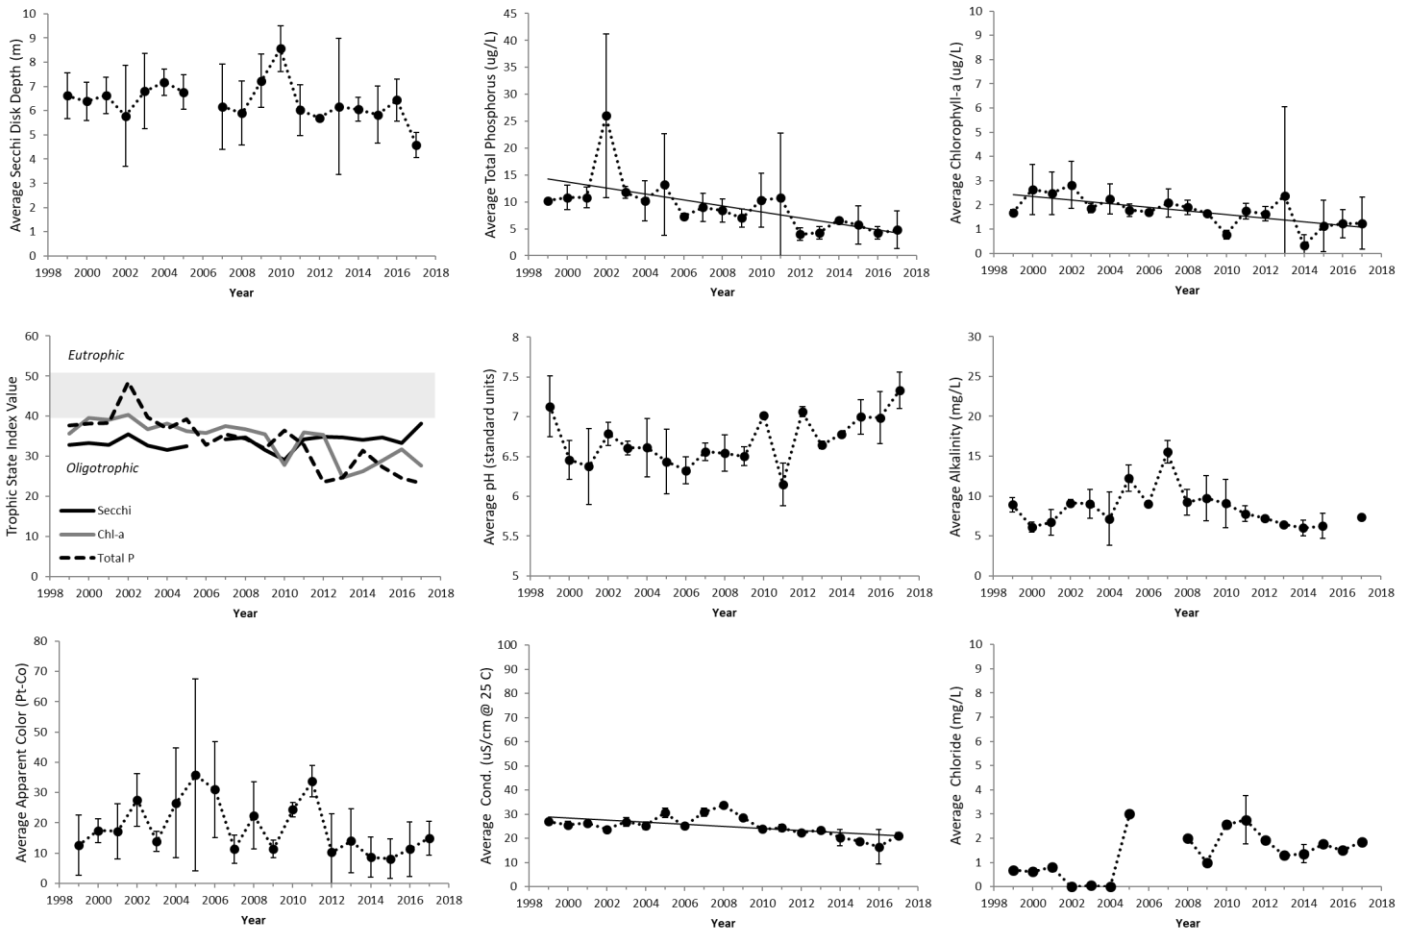 Average Secchi Disk Depth (m)
10
9
8
7
6
5
4
3
2
1
0
1998 2000 2002 2004 2006 2008 2010 2012 2014 2016 2018
Year
Average Total Phosphorus (ug/L)
45
40
35
30
25
20
15
10
5
0
1998 2000 2002 2004 2006 2008 2010 2012 2014 2016 2018
Year
Average Chlorophyll-a (ug/L)
10
9
8
7
6
5
4
3
2
1
0
1998 2000 2002 2004 2006 2008 2010 2012 2014 2016 2018
Year
Trophic State Index Value
60
50
40
30
20
10
0
Eutrophic
Oligotrophic
Secchi
Chl-a
Total P
1998 2000 2002 2004 2006 2008 2010 2012 2014 2016 2018
Year
Average pH (standard units)
8
7.5
7
6.5
6
5.5
5
1998 2000 2002 2004 2006 2008 2010 2012 2014 2016 2018
Year
Average Alkalinity (mg/L)
30
25
20
15
10
5
0
1998 2000 2002 2004 2006 2008 2010 2012 2014 2016 2018
Year
Average Apparent Color (Pt-Co)
80
70
60
50
40
30
20
10
0
1998 2000 2002 2004 2006 2008 2010 2012 2014 2016 2018
Year
Average Cond. (uS/cm @ 25 C)
100
90
80
70
60
50
40
30
20
10
0
1998 2000 2002 2004 2006 2008 2010 2012 2014 2016 2018
Year
Average Chloride (mg/L)
10
9
8
7
6
5
4
3
2
1
0
1998 2000 2002 2004 2006 2008 2010 2012 2014 2016 2018
Year